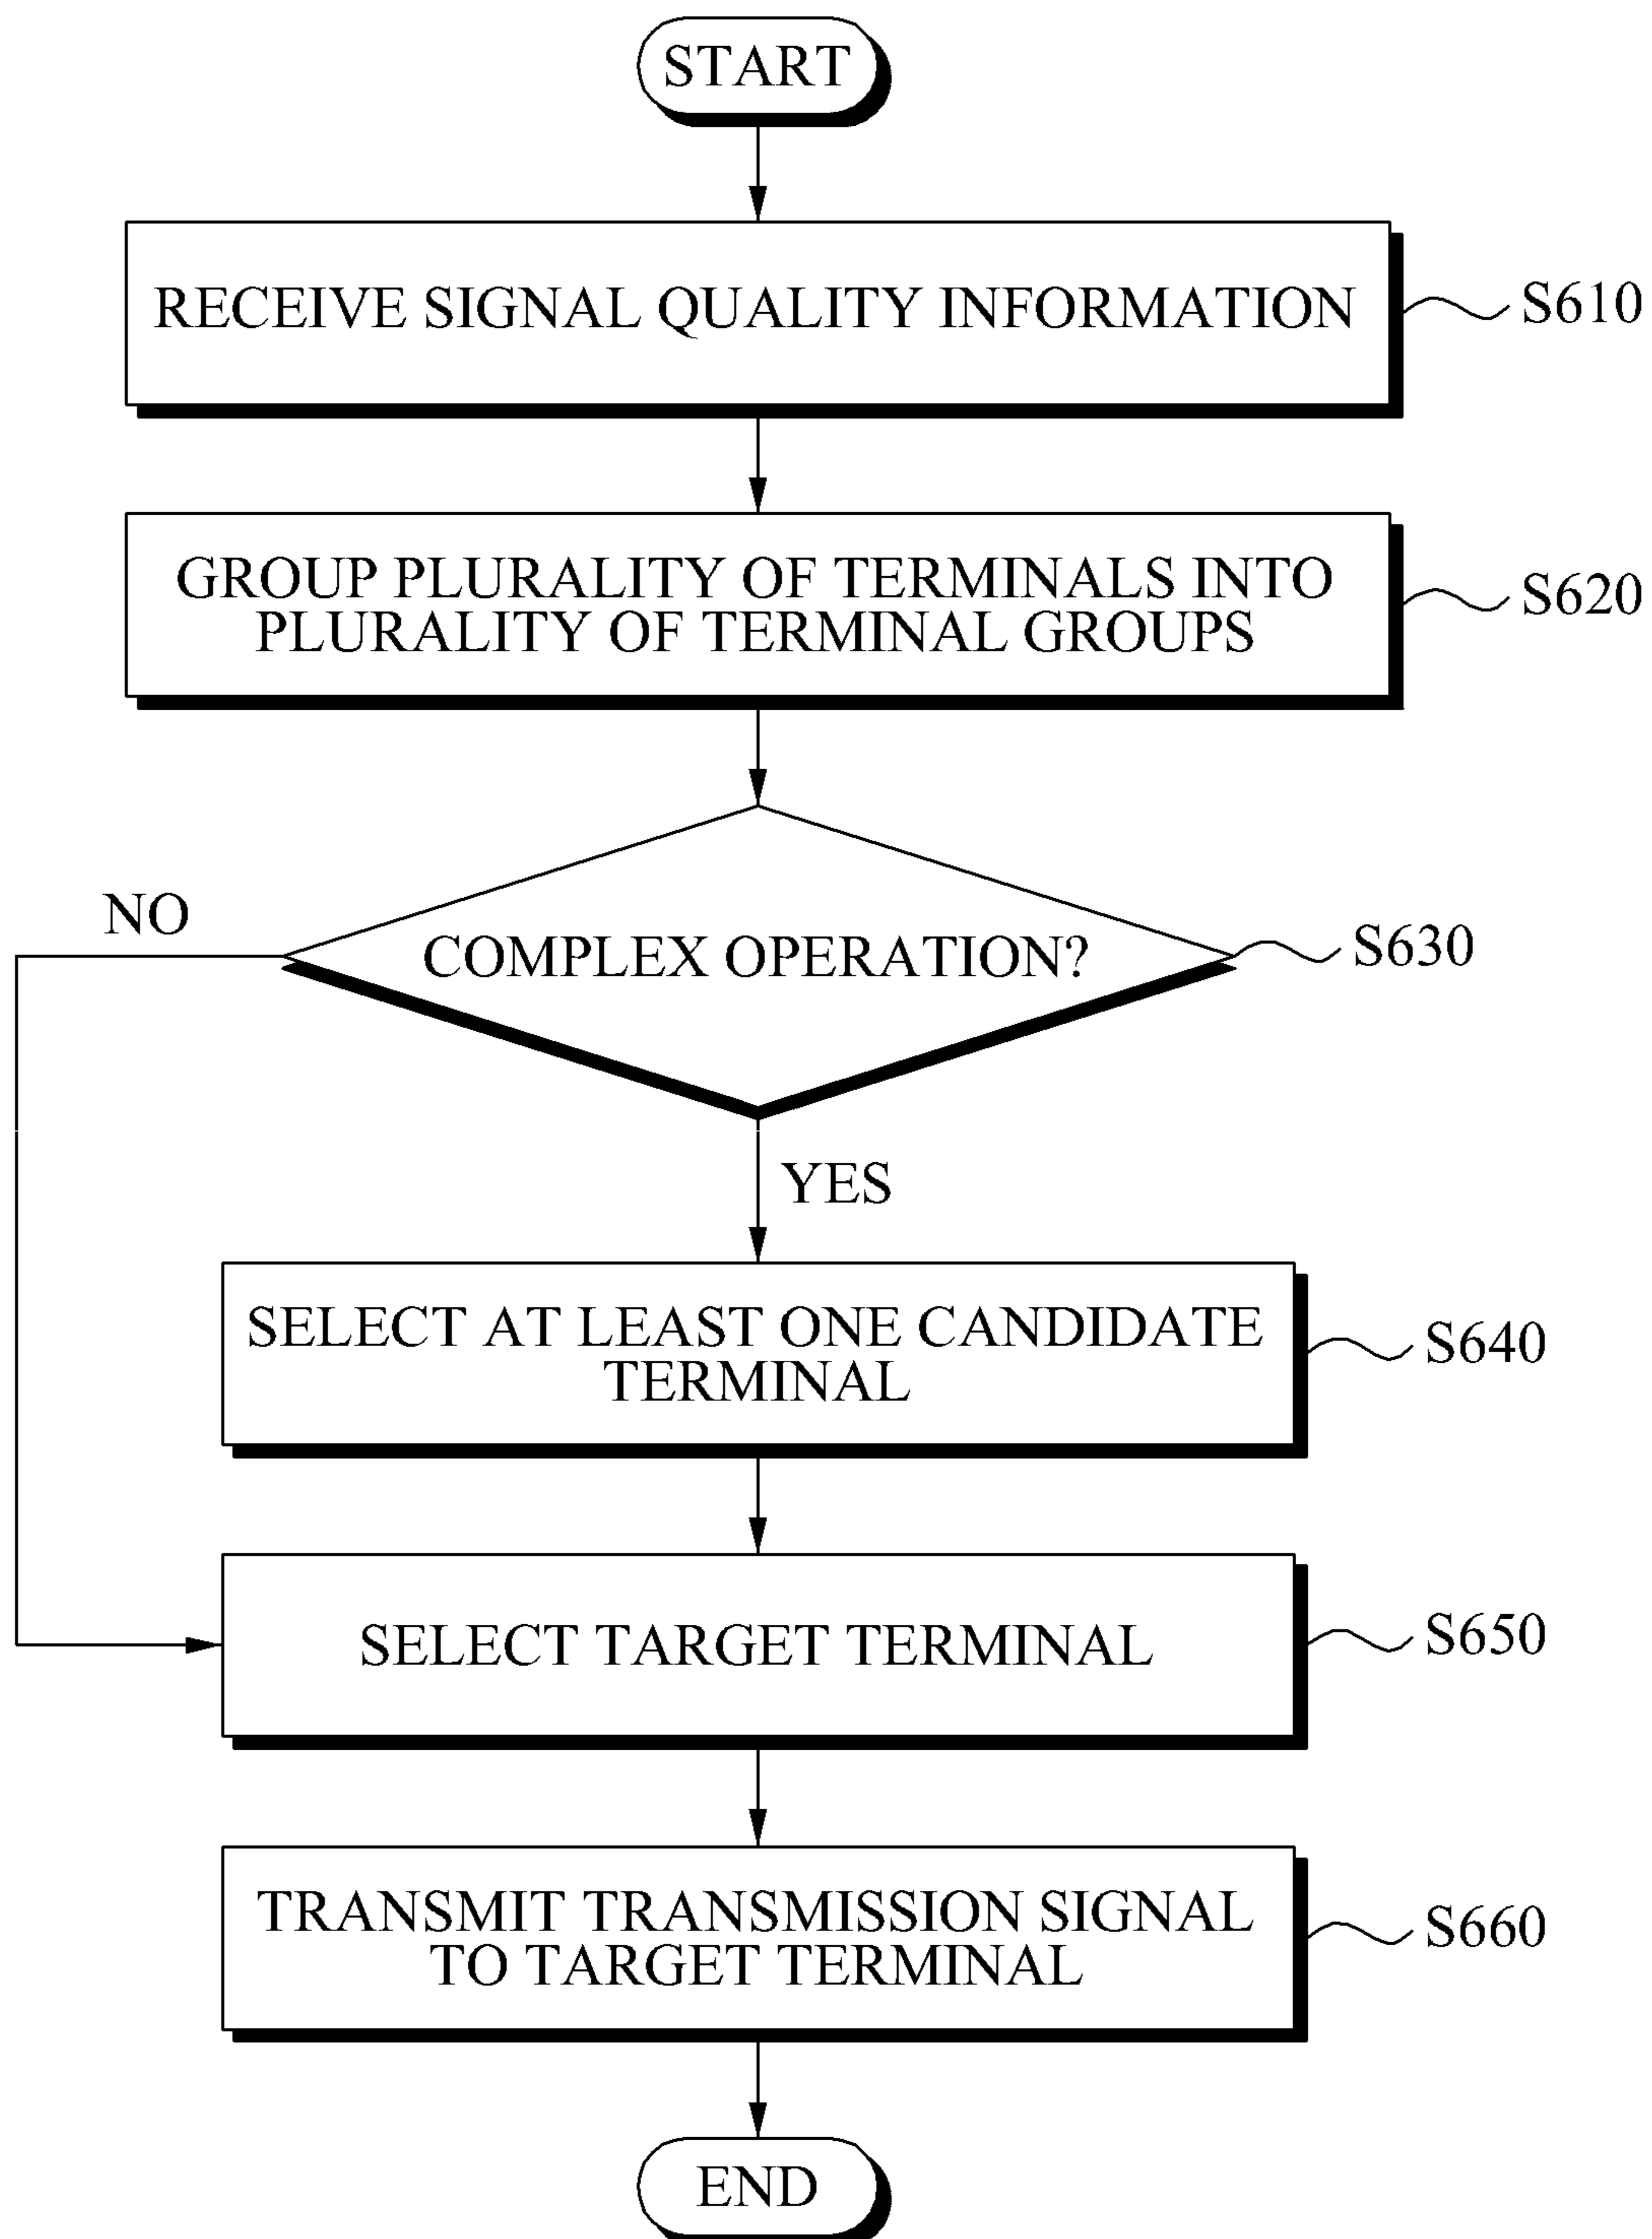 START
RECEIVE SIGNAL QUALITY INFORMATION
S610
GROUP PLURALITY OF TERMINALS INTO
PLURALITY OF TERMINAL GROUPS
S620
NO
COMPLEX OPERATION?
S630
YES
SELECT AT LEAST ONE CANDIDATE
TERMINAL
S640
SELECT TARGET TERMINAL
S650
TRANSMIT TRANSMISSION SIGNAL
TO TARGET TERMINAL
S660
END